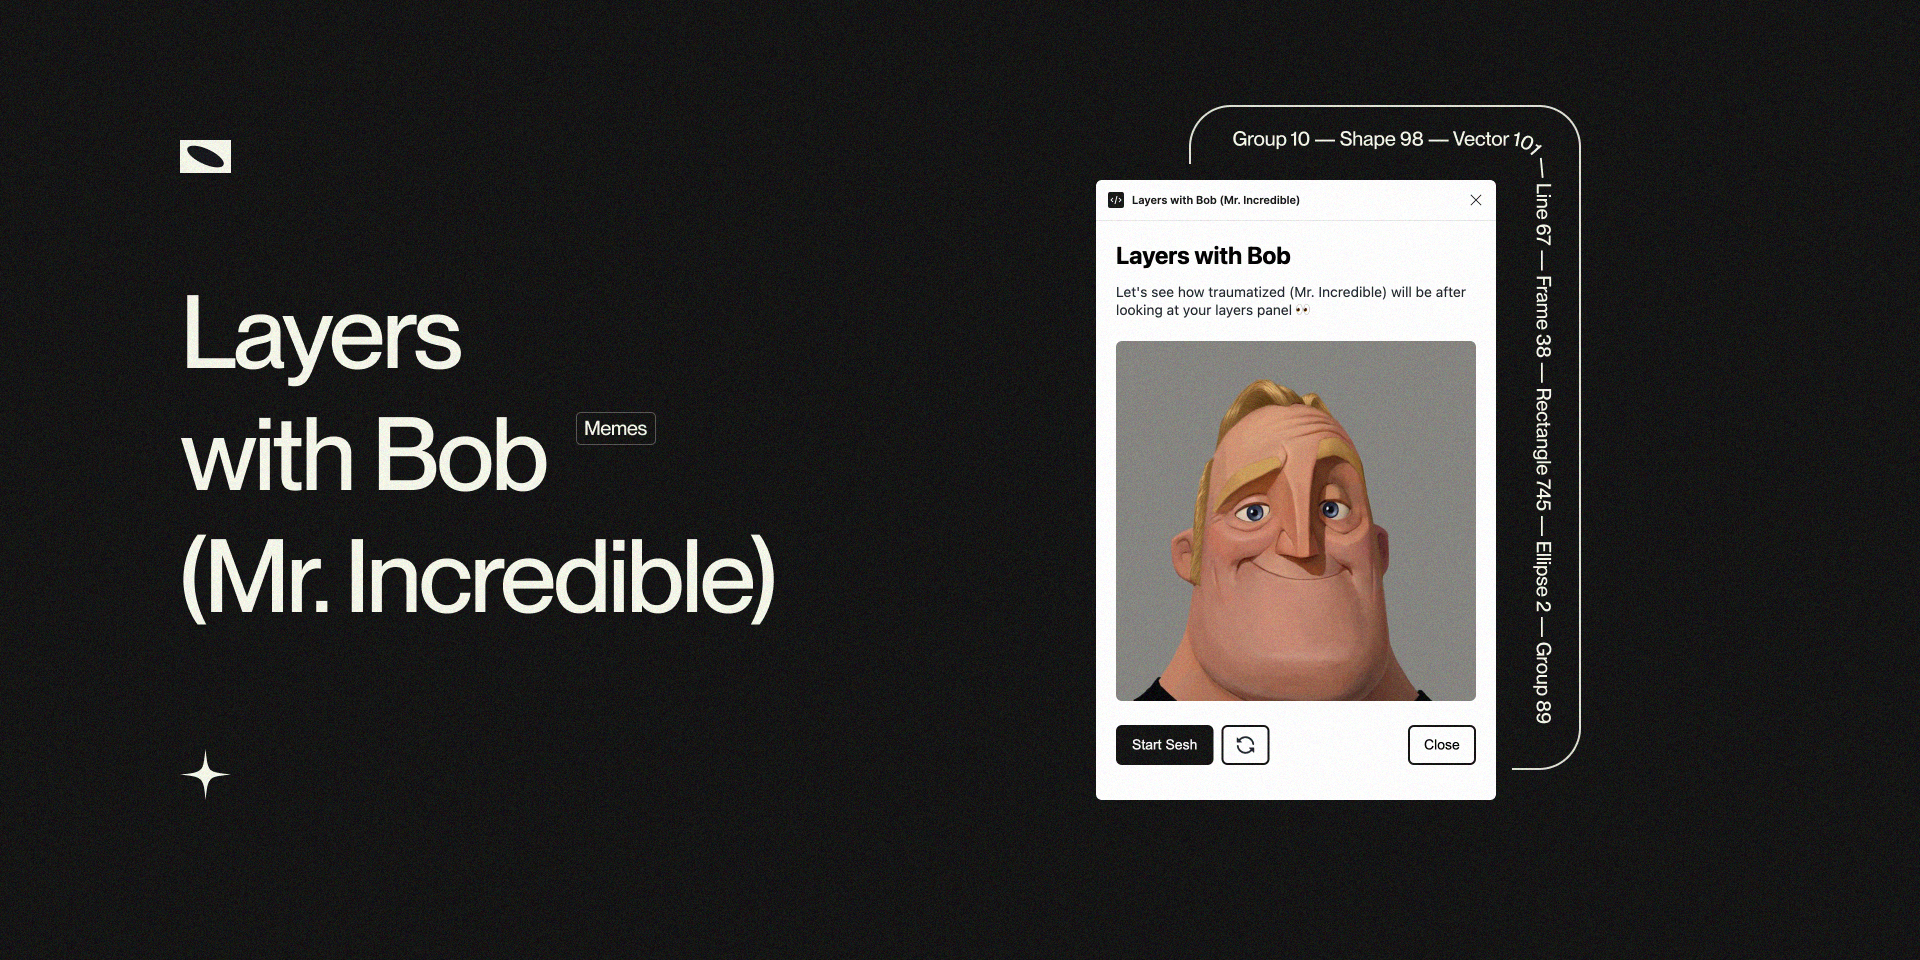 Layers
with Bob
Memes
(Mr. Incredible)
Group 10 — Shape 98 — Vector 101 — Line 67 — Frame 38 — Rectangle 745 — Ellipse 2 — Group 89
Layers with Bob (Mr. Incredible)
Layers with Bob
Let's see how traumatized (Mr. Incredible) will be after
looking at your layers panel 👀
Start Sesh
Close